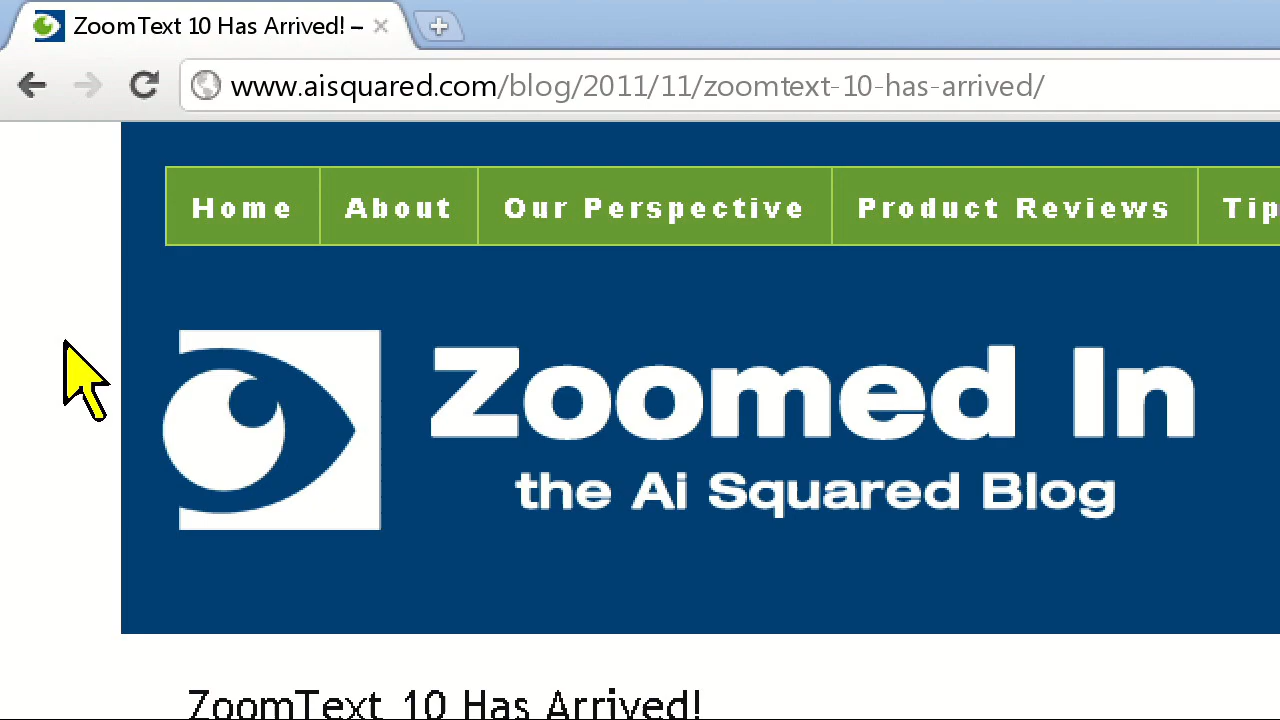 ZoomText 10 Has Arrived! –
www.aisquared.com/blog/2011/11/zoomtext-10-has-arrived/
Home About Our Perspective Product Reviews Tip
Zoomed In
the Ai Squared Blog
ZoomText 10 Has Arrived!